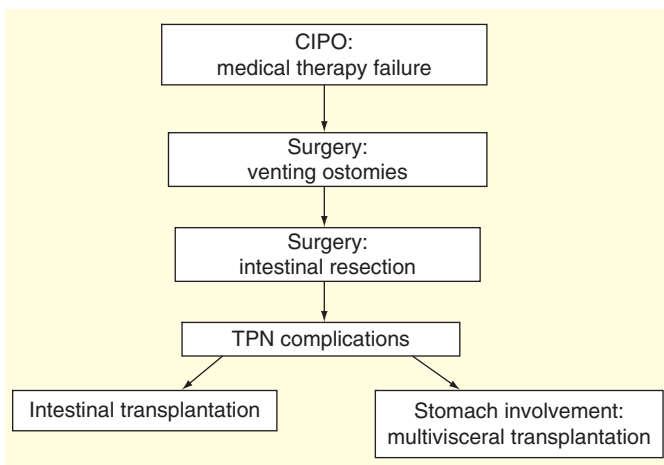 CIPO:
medical therapy failure
Surgery:
venting ostomies
Surgery:
intestinal resection
TPN complications
Intestinal transplantation
Stomach involvement:
multivisceral transplantation